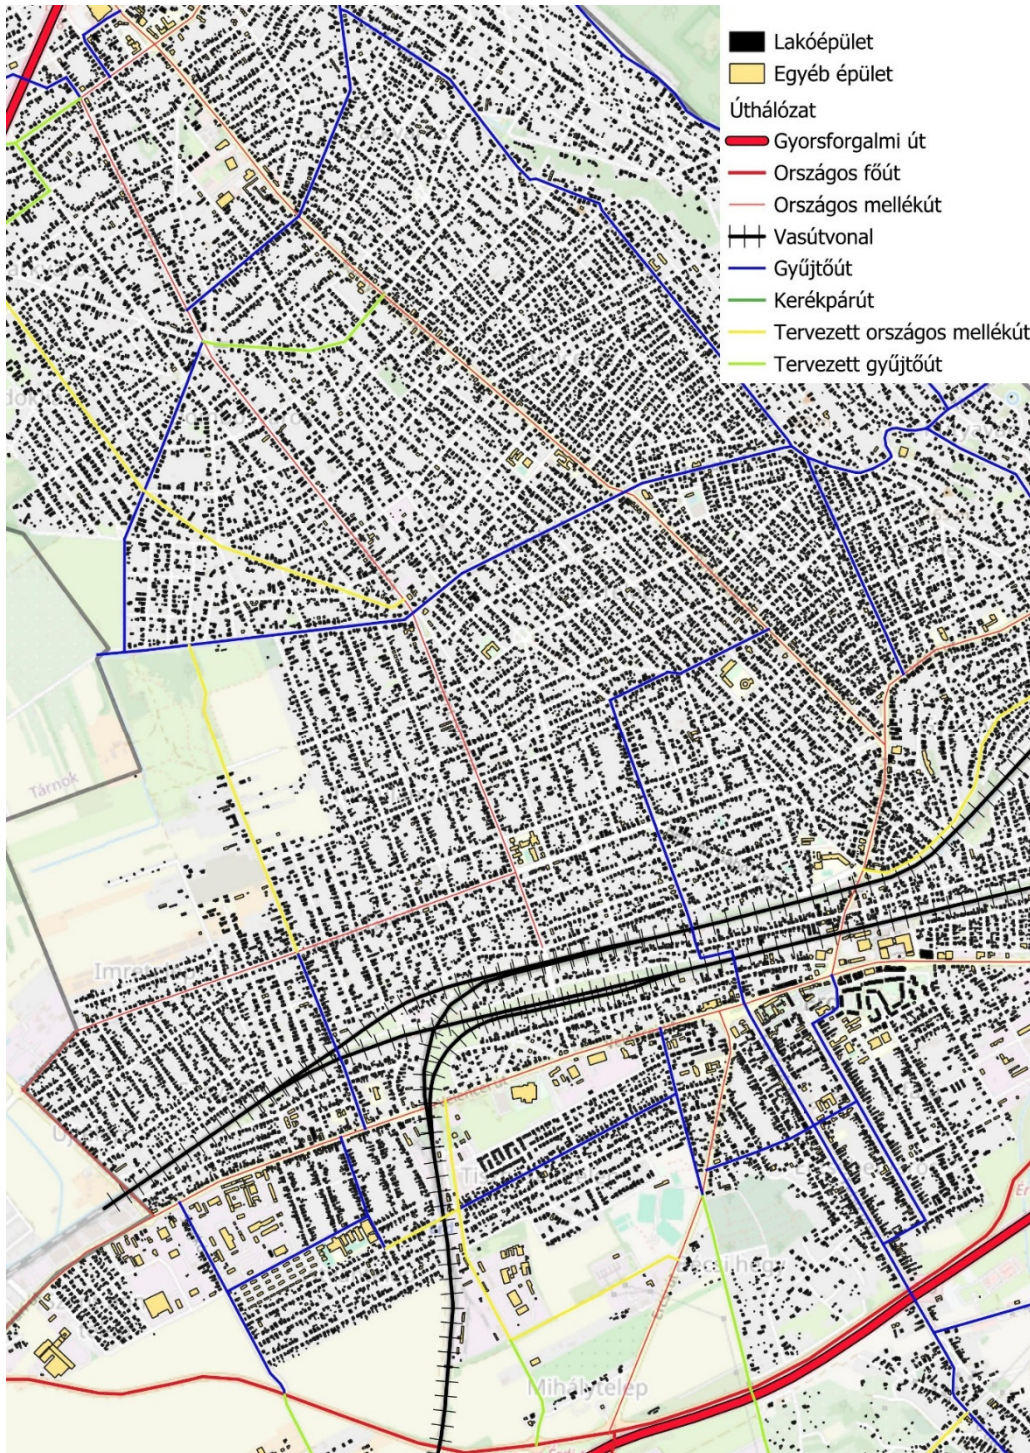 Lakóépület
Egyéb épület
Úthálózat
Gyorsforgalmi út
Országos főút
Országos mellékút
Vasútvonal
Gyűjtőút
Kerékpárút
Tervezett országos mellékút
Tervezett gyűjtőút
Tárnok
Mihálytelep